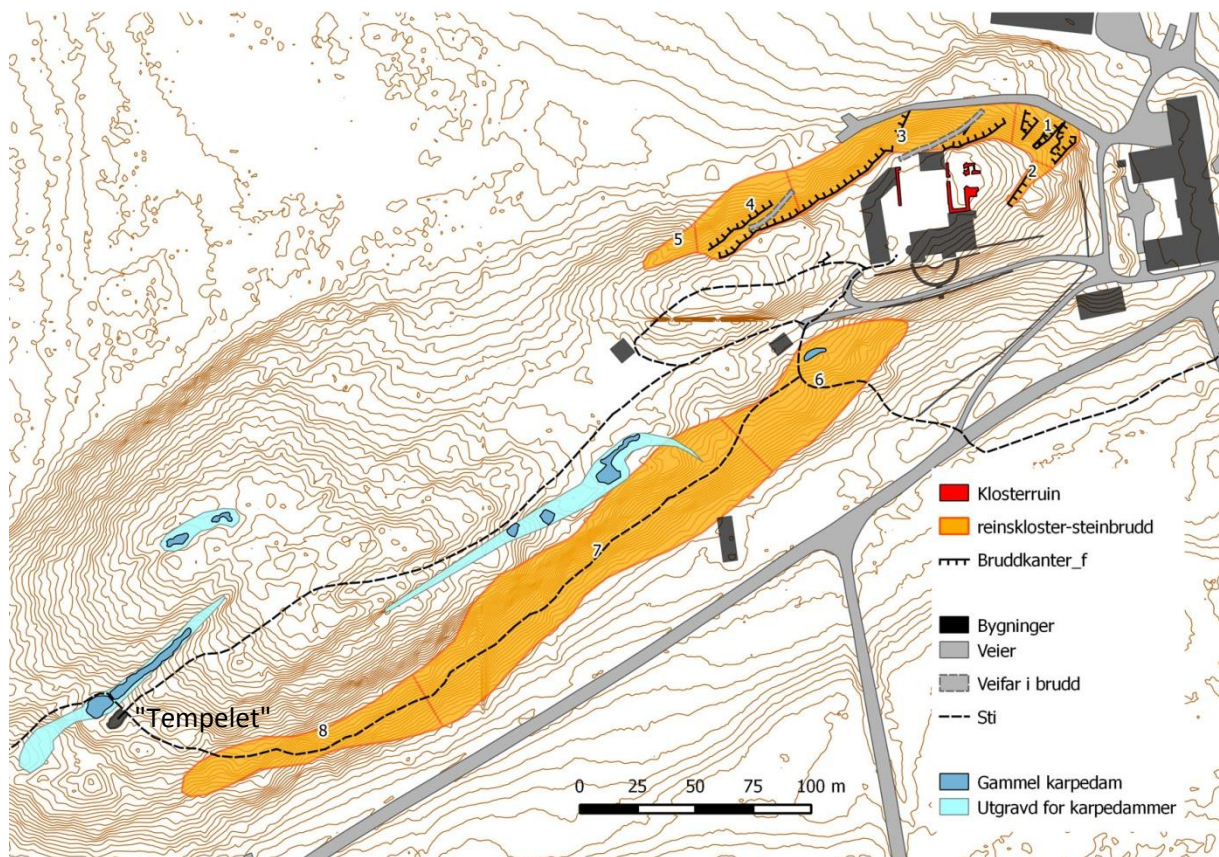 1
2
3
4
5
6
7
8
"Tempelet"
Klosterruin
reinskloster-steinbrudd
Bruddkanter_f
Bygninger
Veier
Veifar i brudd
Sti
Gammel karpedam
Utgravd for karpedammer
0 25 50 75 100 m